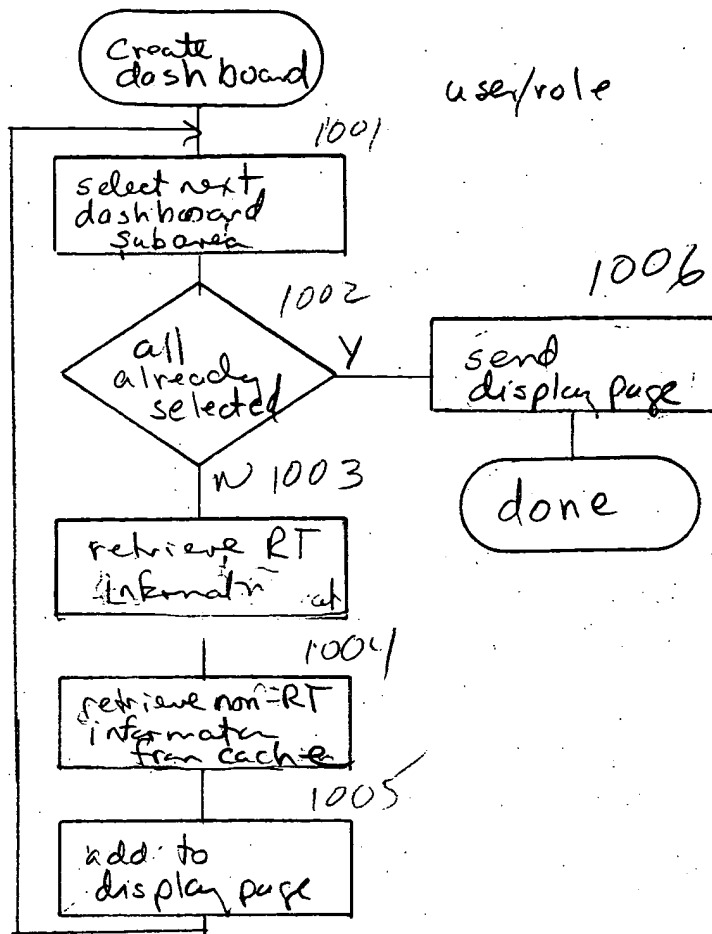 create
dashboard
user/role
1001
select next
dashboard
subarea
1002
all
already
selected
Y
1006
send
display page
done
N 1003
retrieve RT
1004
retrieve non-RT
information
from cache
1005
add to
display page